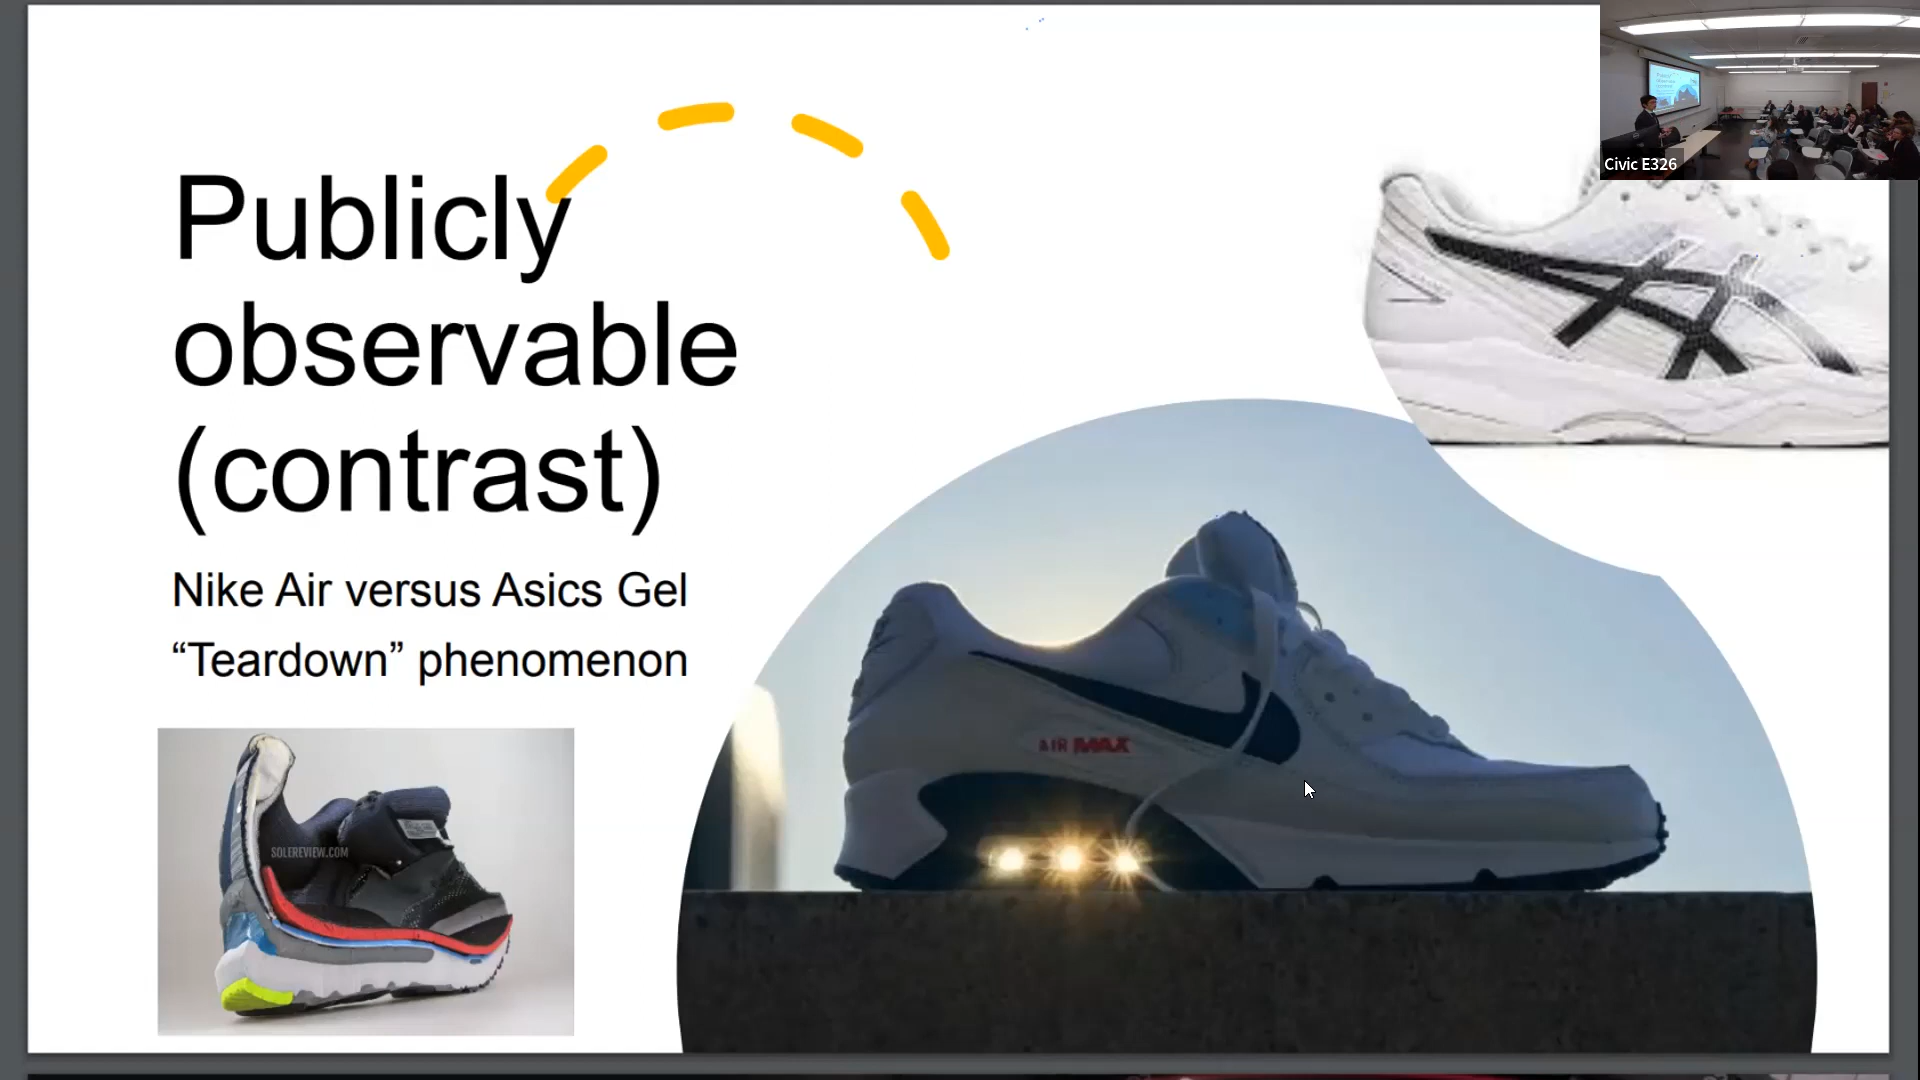 Publicly
observable
(contrast)
Nike Air versus Asics Gel
“Teardown” phenomenon
SOLEREVIEW.COM
AIR MAX
Civic E326